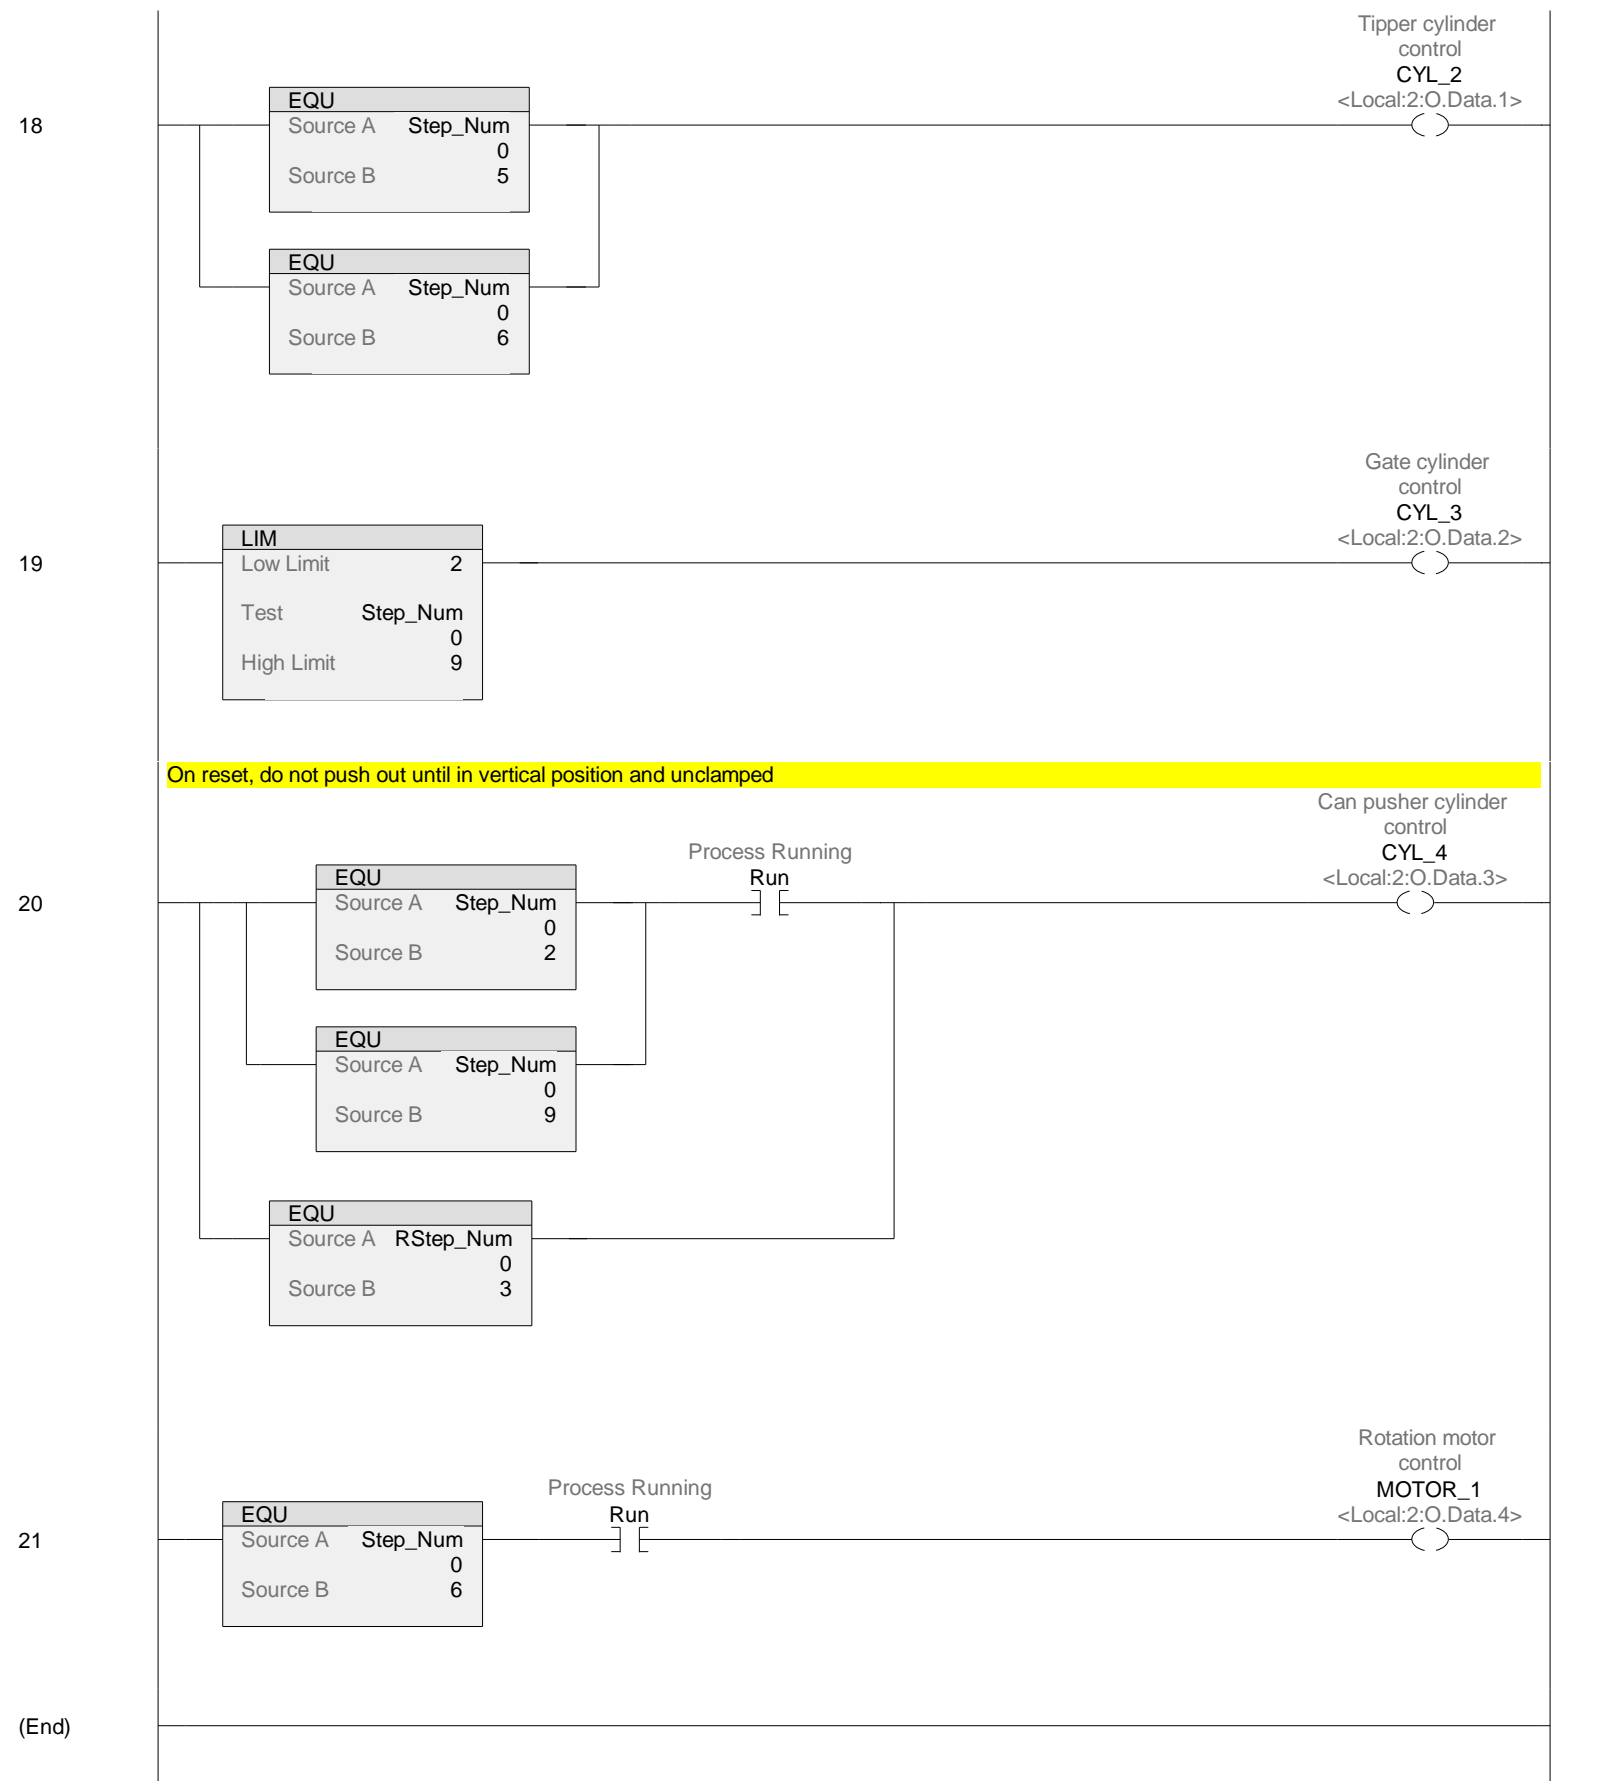 Tipper cylinder
control
CYL_2
<Local:2:O.Data.1>
18
EQU
Source A Step_Num
0
Source B 5
EQU
Source A Step_Num
0
Source B 6
Gate cylinder
control
CYL_3
<Local:2:O.Data.2>
19
LIM
Low Limit 2
Test Step_Num
0
High Limit 9
On reset, do not push out until in vertical position and unclamped
Can pusher cylinder
control
CYL_4
<Local:2:O.Data.3>
Process Running
Run
20
EQU
Source A Step_Num
0
Source B 2
EQU
Source A Step_Num
0
Source B 9
EQU
Source A RStep_Num
0
Source B 3
Rotation motor
control
MOTOR_1
<Local:2:O.Data.4>
Process Running
Run
21
EQU
Source A Step_Num
0
Source B 6
(End)